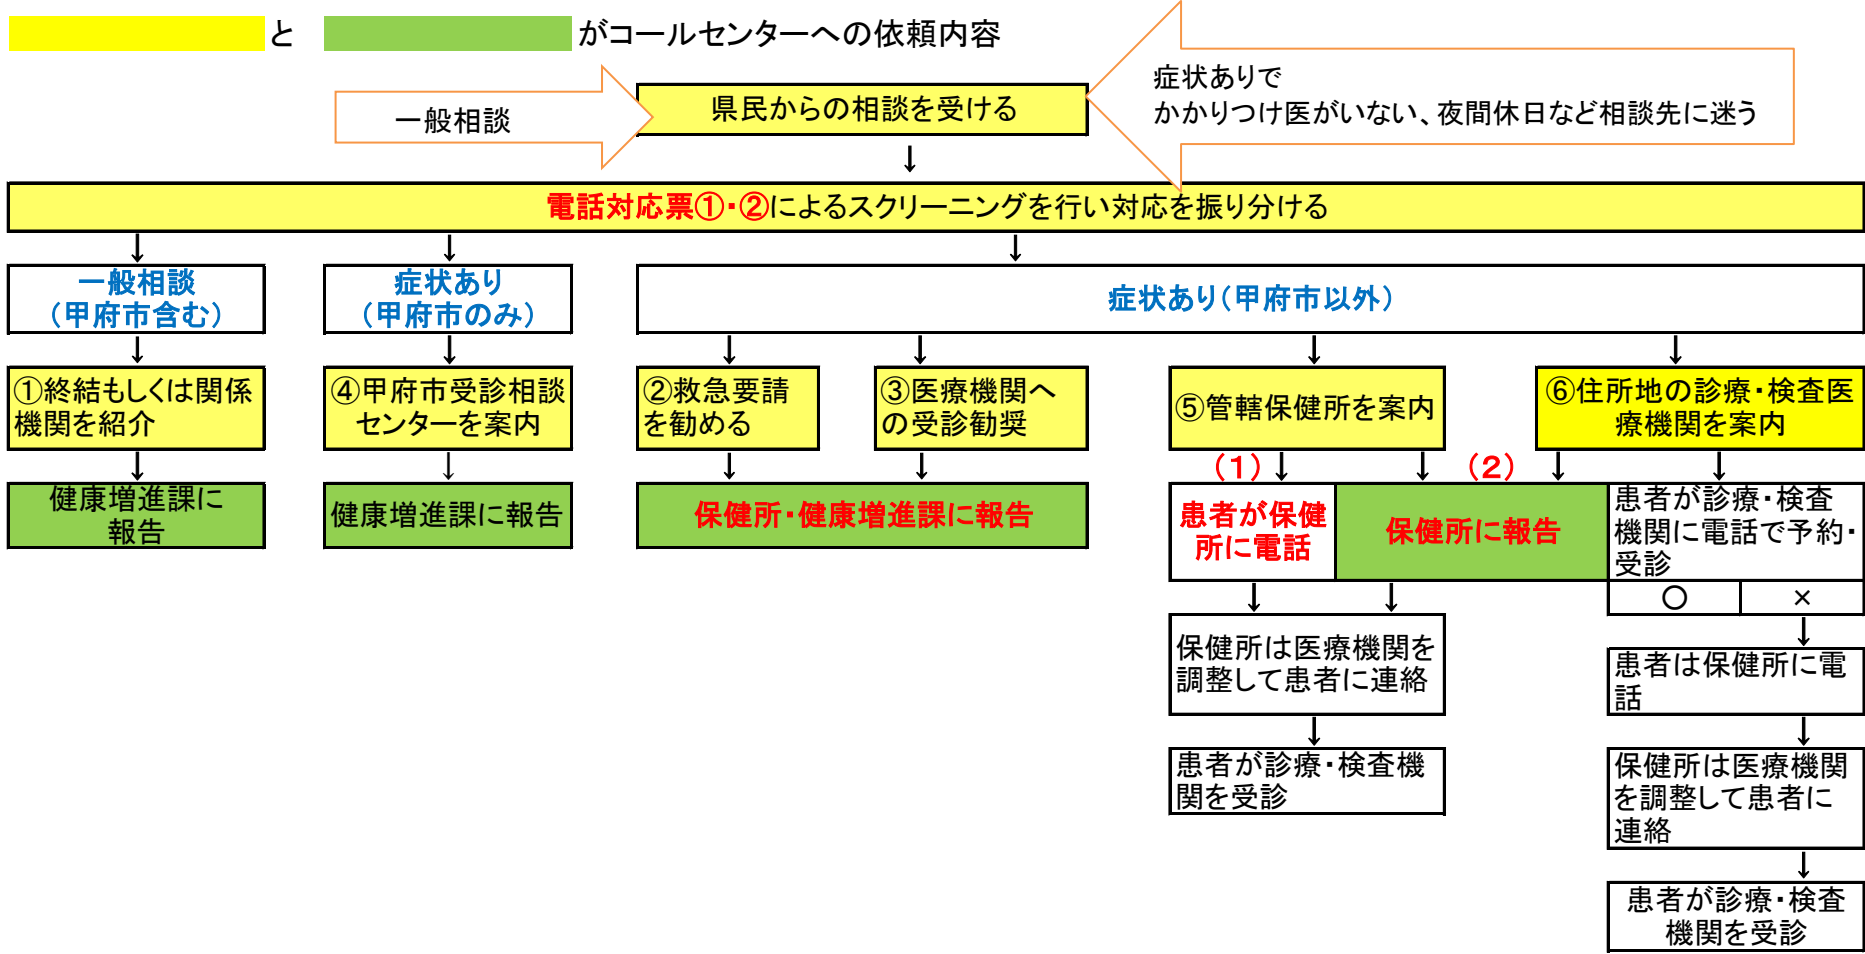 と　がコールセンターへの依頼内容
一般相談
県民からの相談を受ける
症状ありで
かかりつけ医がいない、夜間休日など相談先に迷う
↓
電話対応票①・②によるスクリーニングを行い対応を振り分ける
↓ ↓ ↓
一般相談
（甲府市含む）
症状あり
（甲府市のみ）
症状あり（甲府市以外）
↓ ↓ ↓ ↓ ↓ ↓
①終結もしくは関係
機関を紹介
④甲府市受診相談
センターを案内
②救急要請
を勧める
③医療機関へ
の受診勧奨
⑤管轄保健所を案内
⑥住所地の診療・検査医
療機関を案内
↓ ↓ ↓ ↓ （１） ↓ ↓ （２） ↓ ↓
健康増進課に
報告
健康増進課に報告
保健所・健康増進課に報告
患者が保健
所に電話
保健所に報告
患者が診療・検査
機関に電話で予約・
受診
↓ ↓
○ ×
保健所は医療機関を
調整して患者に連絡
↓
患者は保健所に電
話
↓ ↓
患者が診療・検査機
関を受診
保健所は医療機関
を調整して患者に
連絡
↓
患者が診療・検査
機関を受診